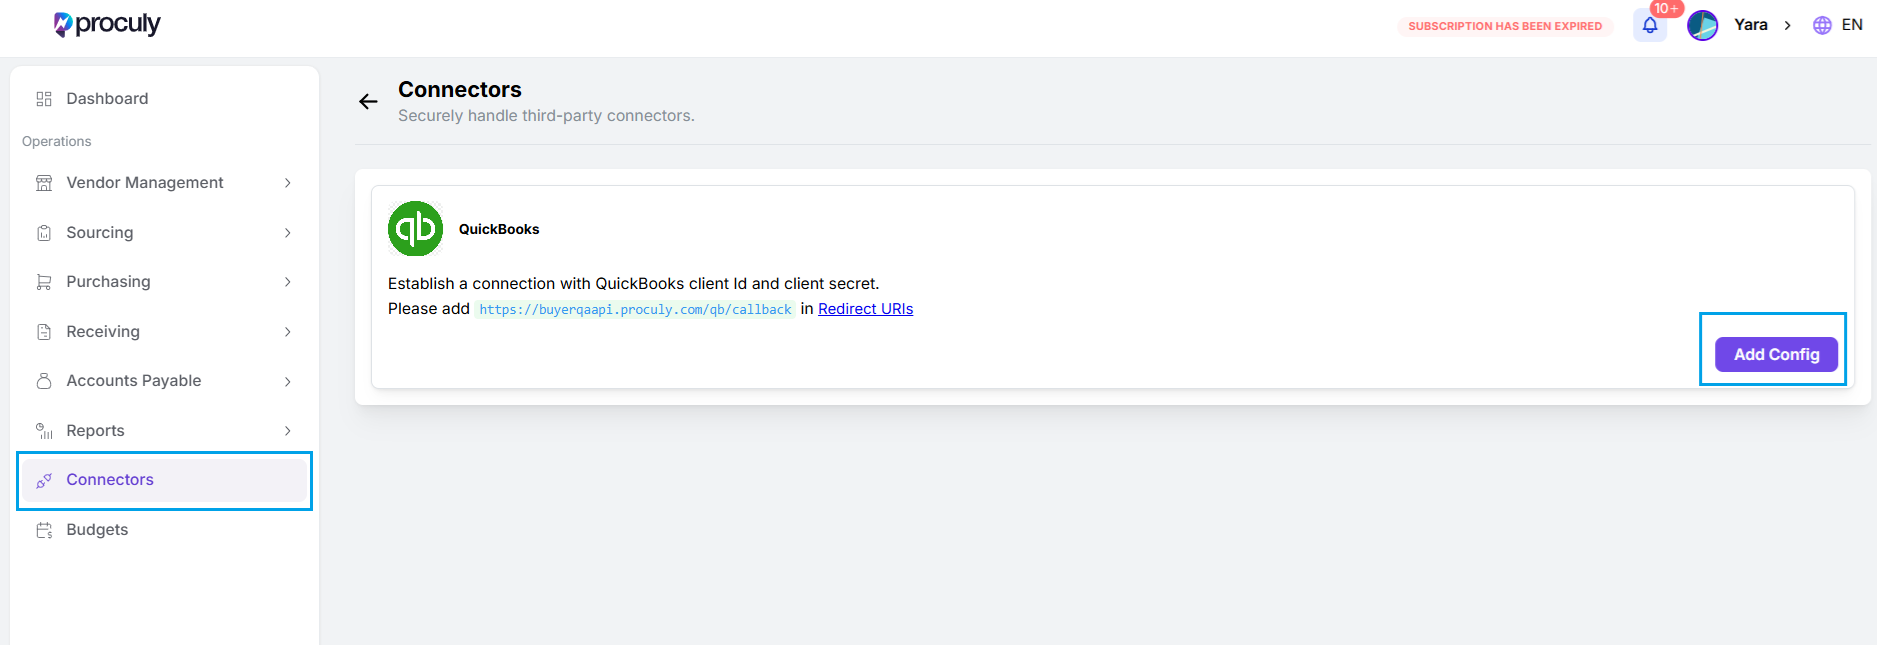 proculy
SUBSCRIPTION HAS BEEN EXPIRED
10+
Yara
EN
Dashboard
Operations
Vendor Management
Sourcing
Purchasing
Receiving
Accounts Payable
Reports
Connectors
Budgets
Connectors
Securely handle third-party connectors.
qb
QuickBooks
Establish a connection with QuickBooks client Id and client secret.
Please add https://buyerqaapi.proculy.com/qb/callback in Redirect URIs
Add Config